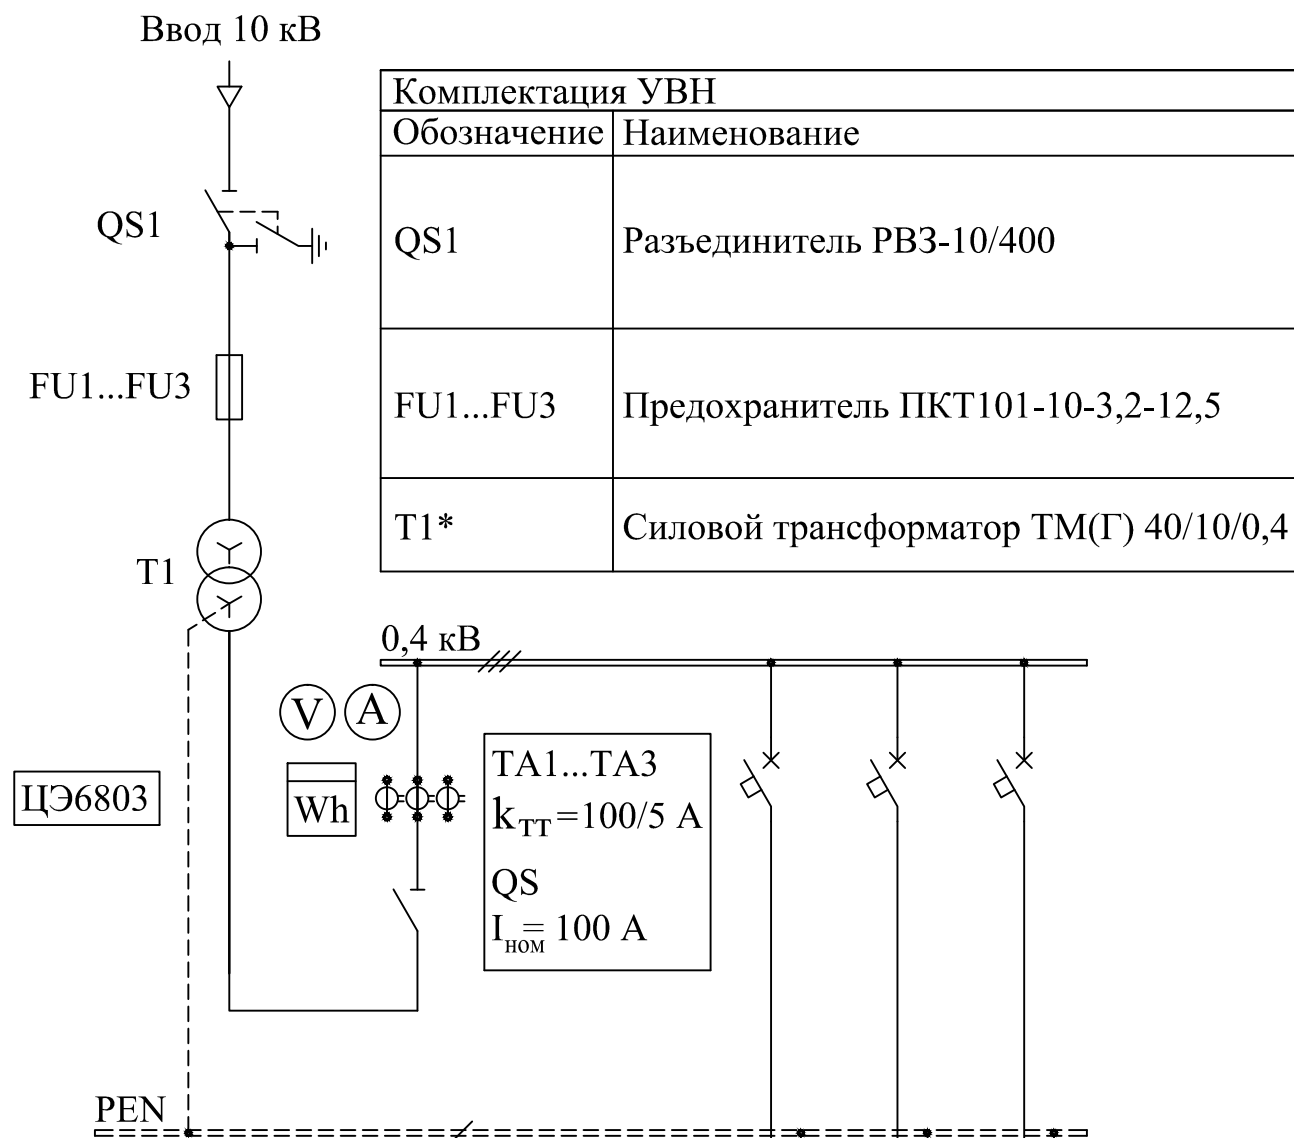 Ввод 10 кВ
Комплектация УВН
Обозначение Наименование
QS1
QS1 Разъединитель РВЗ-10/400
FU1...FU3
FU1...FU3 Предохранитель ПКТ101-10-3,2-12,5
T1
T1* Силовой трансформатор ТМ(Г) 40/10/0,4
0,4 кВ
V A
ЦЭ6803
Wh
TA1...TA3
kТТ=100/5 А
QS
Iном= 100 А
PEN